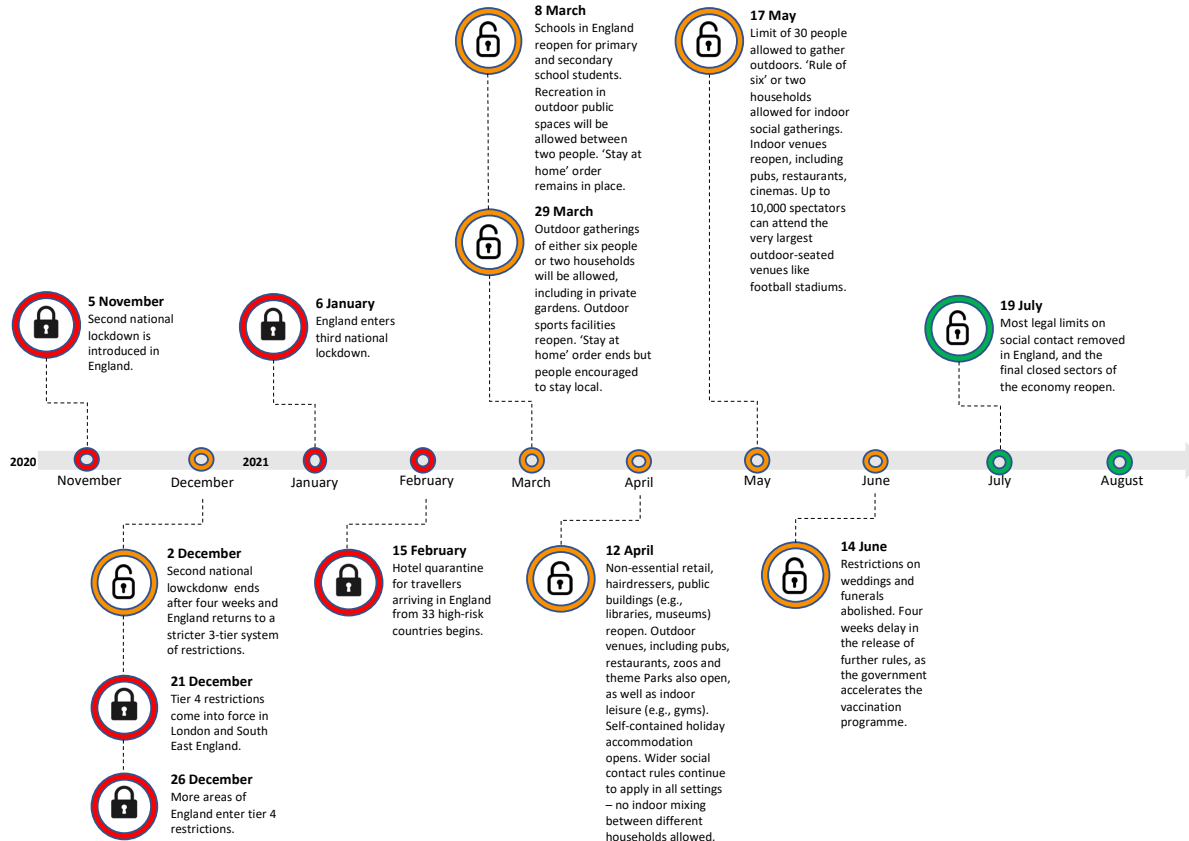 8 March
Schools in England
reopen for primary
and secondary
school students.
Recreation in
outdoor public
spaces will be
allowed between
two people. ‘Stay at
home’ order
remains in place.
17 May
Limit of 30 people
allowed to gather
outdoors. ‘Rule of
six’ or two
households
allowed for indoor
social gatherings.
Indoor venues
reopen, including
pubs, restaurants,
cinemas. Up to
10,000 spectators
can attend the
very largest
outdoor-seated
venues like
football stadiums.
29 March
Outdoor gatherings
of either six people
or two households
will be allowed,
including in private
gardens. Outdoor
sports facilities
reopen. ‘Stay at
home’ order ends but
people encouraged
to stay local.
5 November
Second national
lockdown is
introduced in
England.
6 January
England enters
third national
lockdown.
19 July
Most legal limits on
social contact removed
in England, and the
final closed sectors of
the economy reopen.
2020
2021
November
December
January
February
March
April
May
June
July
August
2 December
Second national
lowckdonw ends
after four weeks and
England returns to a
stricter 3-tier system
of restrictions.
21 December
Tier 4 restrictions
come into force in
London and South
East England.
26 December
More areas of
England enter tier 4
restrictions.
15 February
Hotel quarantine
for travellers
arriving in England
from 33 high-risk
countries begins.
12 April
Non-essential retail,
hairdressers, public
buildings (e.g.,
libraries, museums)
reopen. Outdoor
venues, including pubs,
restaurants, zoos and
theme Parks also open,
as well as indoor
leisure (e.g., gyms).
Self-contained holiday
accommodation
opens. Wider social
contact rules continue
to apply in all settings
– no indoor mixing
between different
households allowed.
14 June
Restrictions on
weddings and
funerals
abolished. Four
weeks delay in
the release of
further rules, as
the government
accelerates the
vaccination
programme.